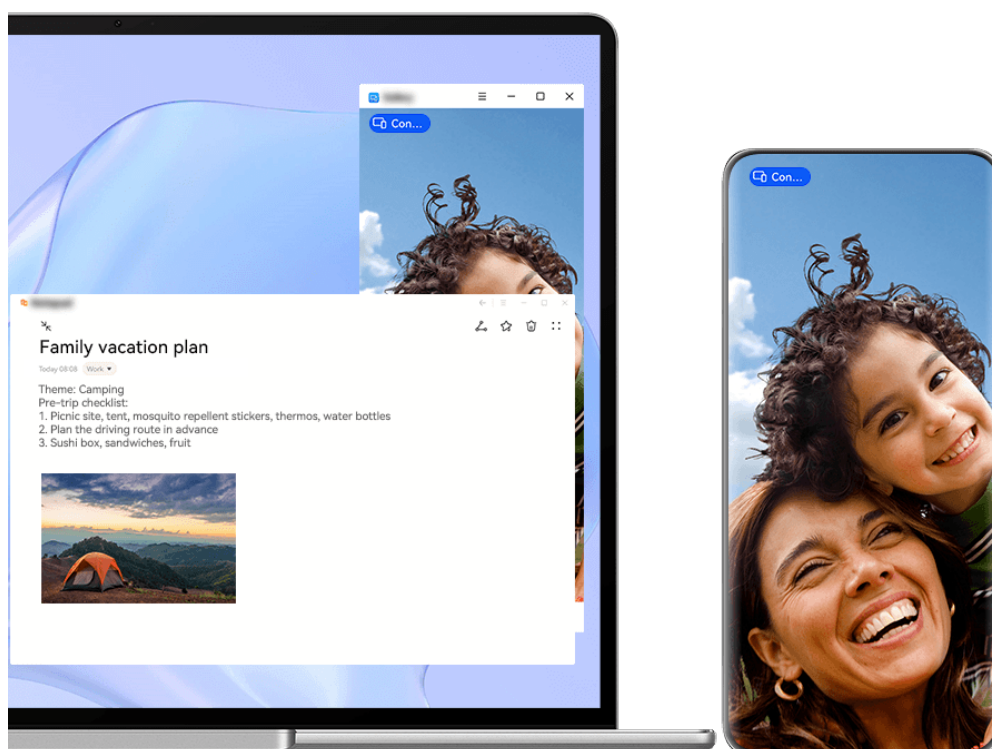 Con...
Con...
Family vacation plan
Today 08:08 Work
Theme: Camping
Pre-trip checklist:
1. Picnic site, tent, mosquito repellent stickers, thermos, water bottles
2. Plan the driving route in advance
3. Sushi box, sandwiches, fruit